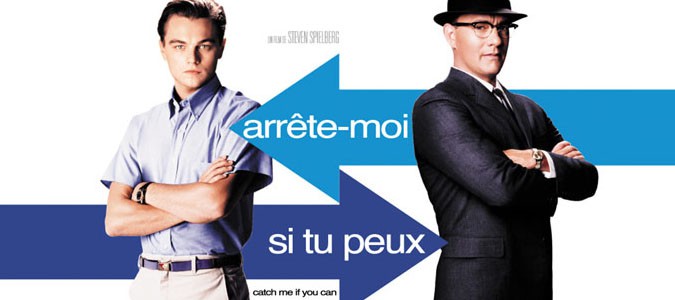 UN FILM DE STEVEN SPIELBERG
arrête-moi
si tu peux
catch me if you can